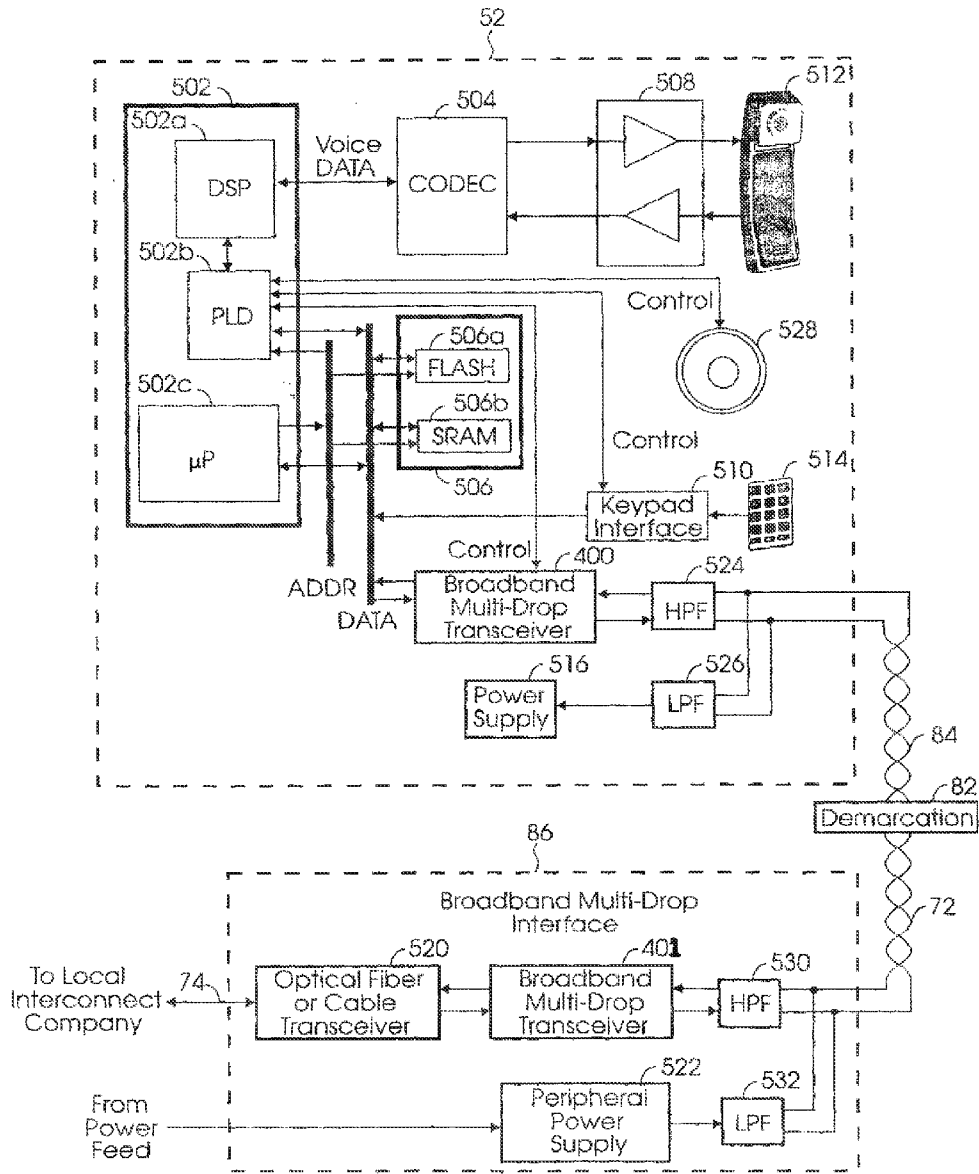 52
502
504
508
512
502a
Voice
DATA
DSP
CODEC
502b
PLD
Control
528
506a
FLASH
502c
506b
SRAM
µP
Control
506
510
514
Keypad
Interface
Control
400
524
ADDR
Broadband
Multi-Drop
Transceiver
HPF
DATA
516
526
Power
Supply
LPF
84
82
Demarcation
86
Broadband Multi-Drop
Interface
72
520
401
530
To Local
Interconnect
Company
74
Optical Fiber
or Cable
Transceiver
Broadband
Multi-Drop
Transceiver
HPF
522
532
From
Power
Feed
Peripheral
Power
Supply
LPF